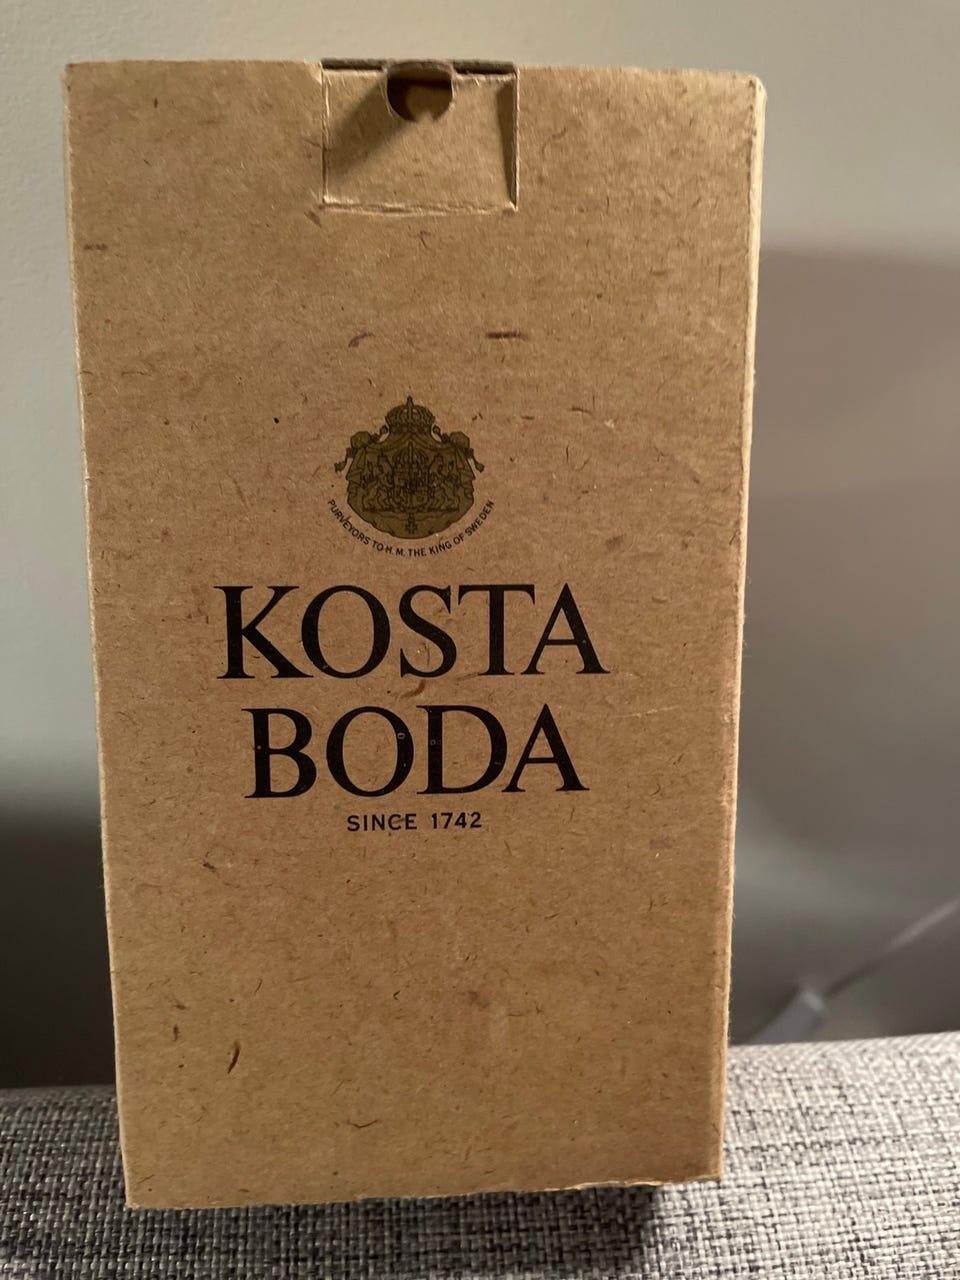 PURVEYORS TO H.M. THE KING OF SWEDEN
KOSTA
BODA
SINCE 1742